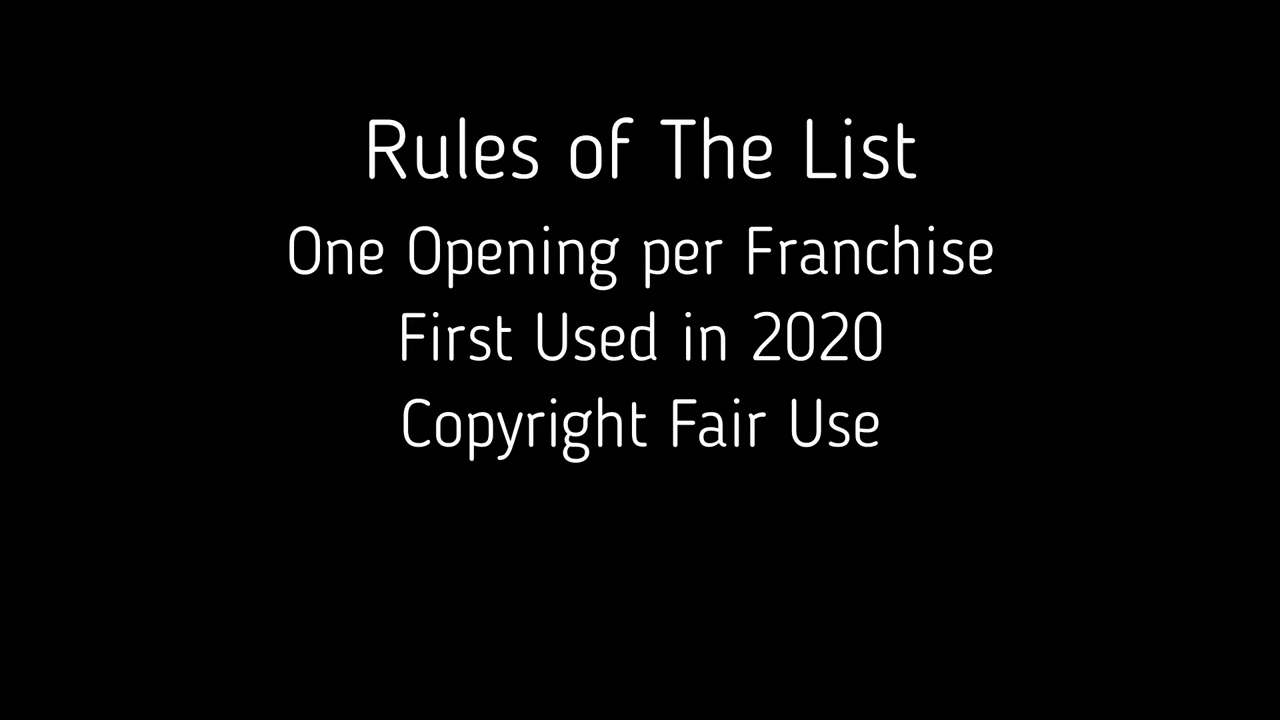 Rules of The List
One Opening per Franchise
First Used in 2020
Copyright Fair Use